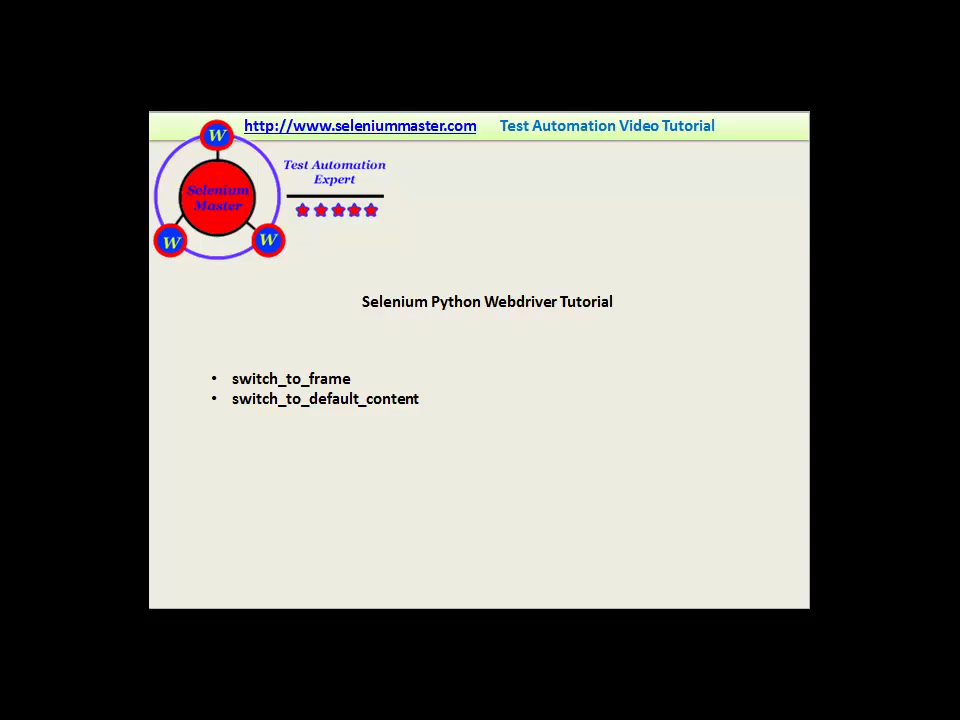 http://www.seleniummaster.com Test Automation Video Tutorial
W
Test Automation
Expert
Selenium
Master
W
W
Selenium Python Webdriver Tutorial
• switch_to_frame
• switch_to_default_content